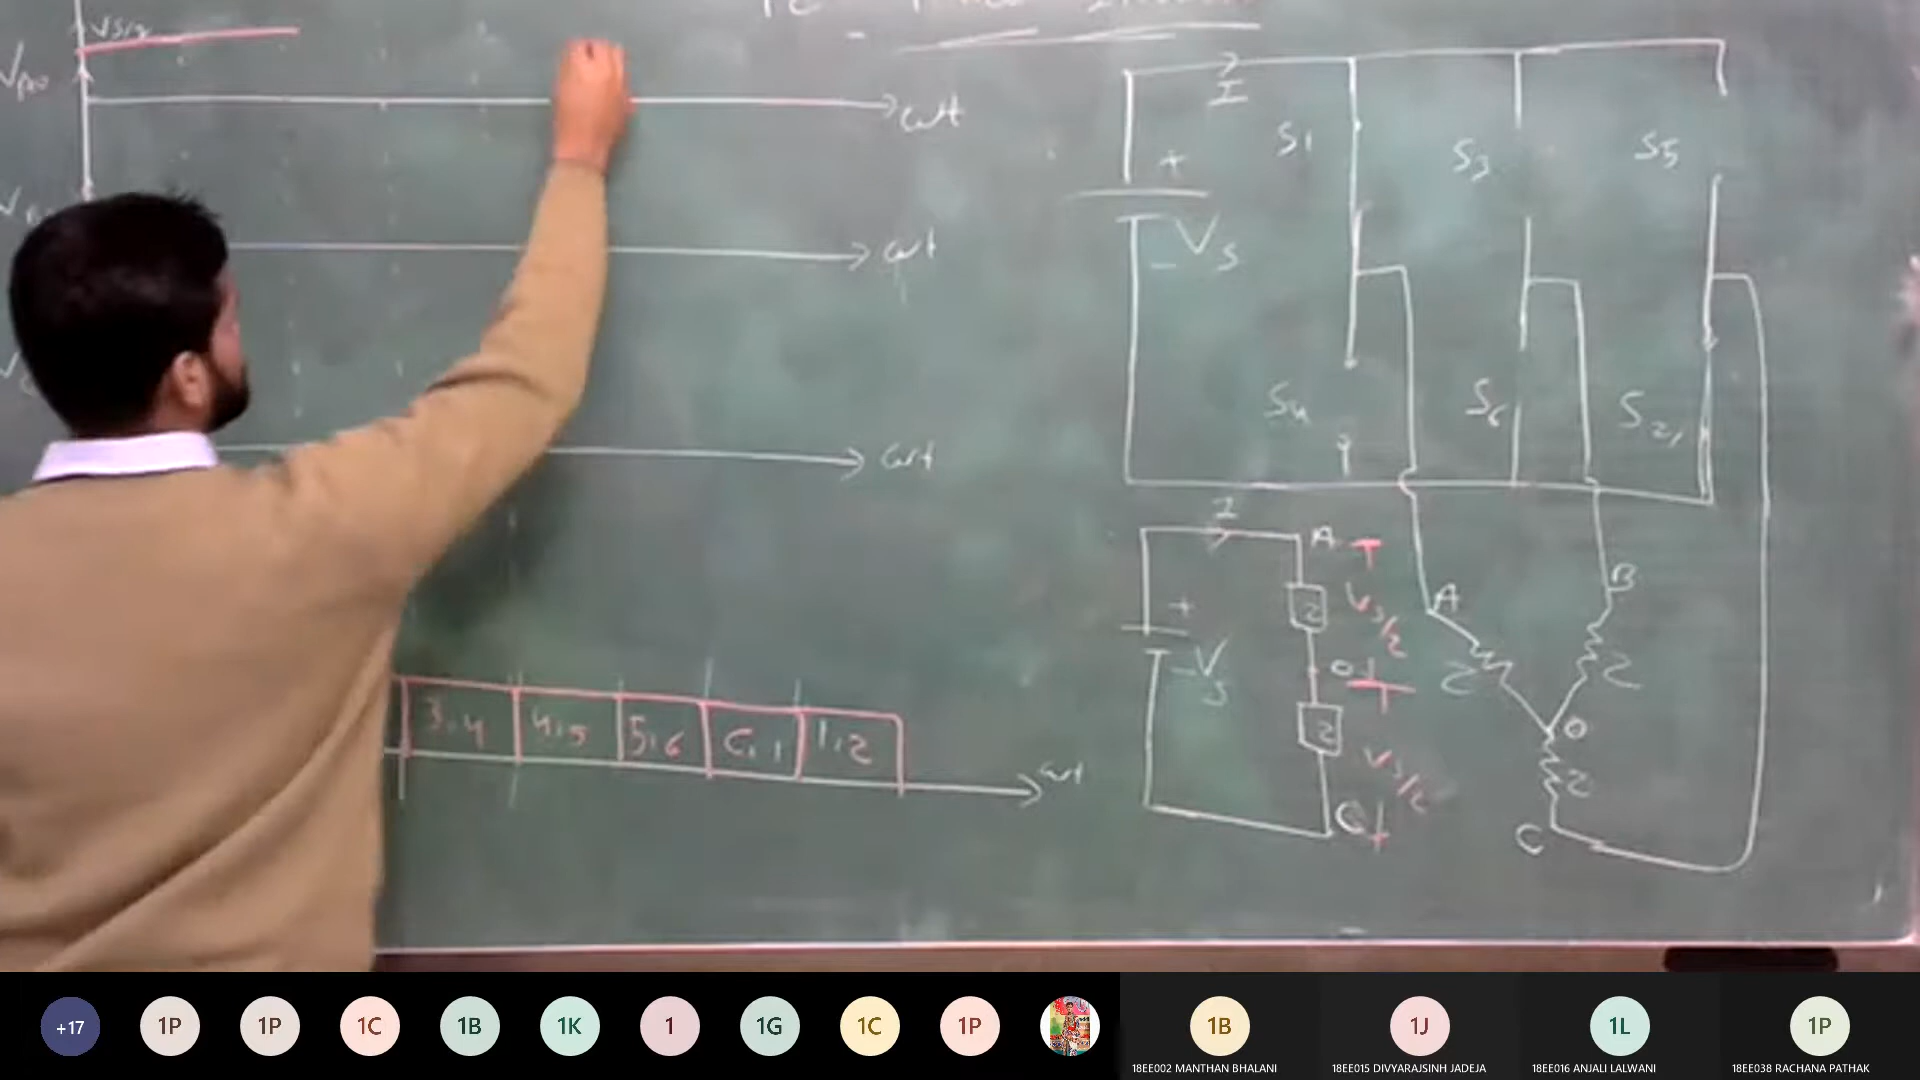 Vs/2
ωt
ωt
ωt
3,4
4,5
5,6
6,1
1,2
ωt
I
S1
S3
S5
+
- Vs
S4
S6
S2
I
A
+
- Vs
Z
Vs/2
O
Z
Vs/2
C
A
B
Z
Z
O
Z
C
+17
1P
1P
1C
1B
1K
1
1G
1C
1P
1B
1J
1L
1P
18EE002 MANTHAN BHALANI
18EE015 DIVYARAJSINH JADEJA
18EE016 ANJALI LALWANI
18EE038 RACHANA PATHAK